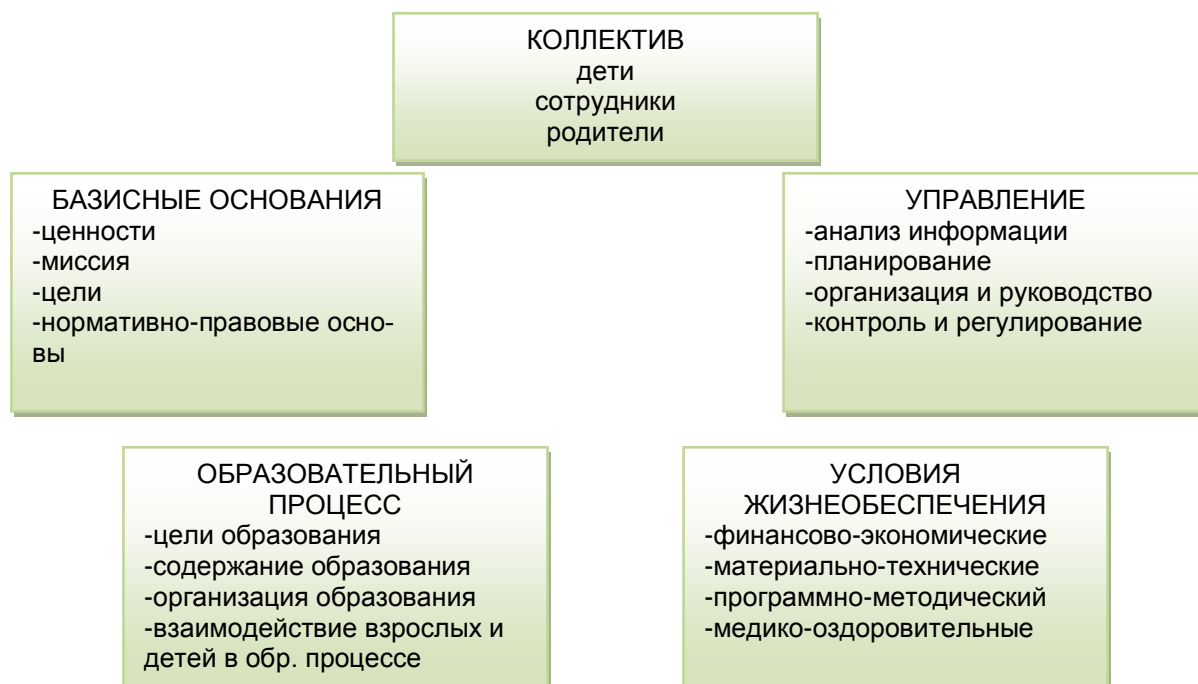 КОЛЛЕКТИВ
дети
сотрудники
родители
БАЗИСНЫЕ ОСНОВАНИЯ
-ценности
-миссия
-цели
-нормативно-правовые осно-
вы
УПРАВЛЕНИЕ
-анализ информации
-планирование
-организация и руководство
-контроль и регулирование
ОБРАЗОВАТЕЛЬНЫЙ
ПРОЦЕСС
-цели образования
-содержание образования
-организация образования
-взаимодействие взрослых и
детей в обр. процессе
УСЛОВИЯ
ЖИЗНЕОБЕСПЕЧЕНИЯ
-финансово-экономические
-материально-технические
-программно-методический
-медико-оздоровительные